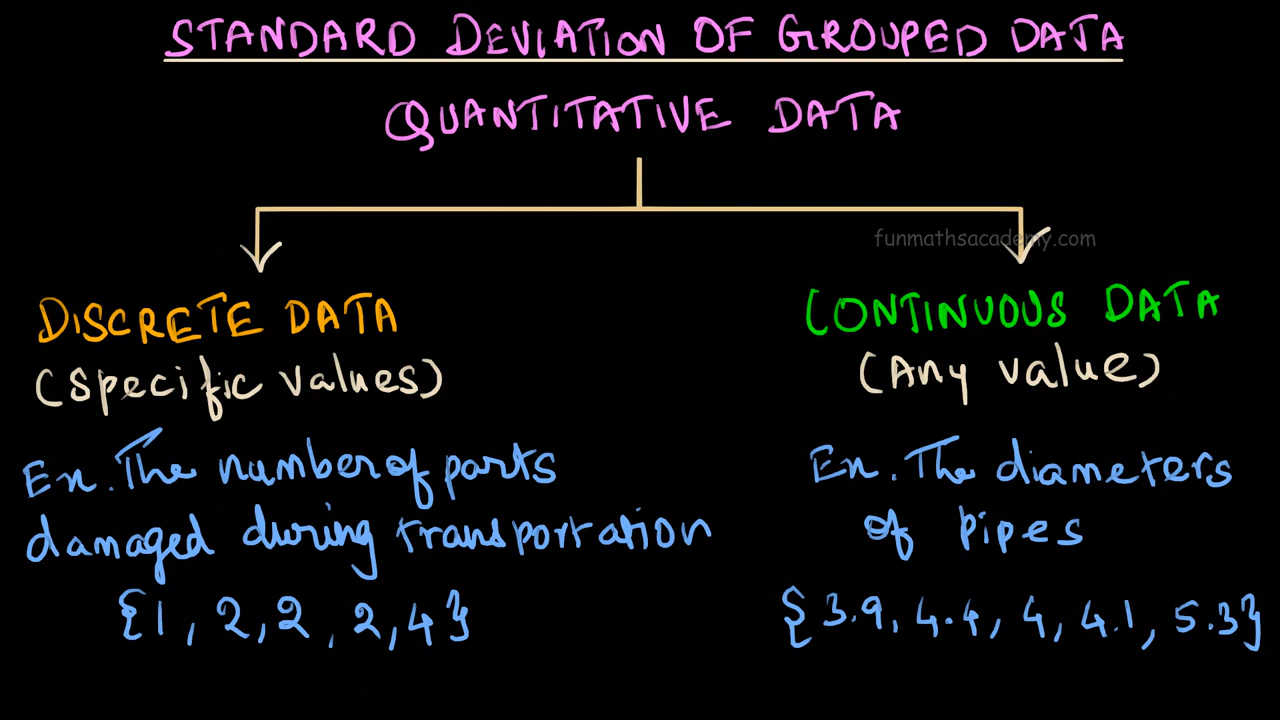 STANDARD DEVIATION OF GROUPED DATA
QUANTITATIVE DATA
funmathsacademy.com
DISCRETE DATA
(Specific values)
Ex. The number of parts
damaged during transportation
{1, 2, 2, 2, 4}
CONTINUOUS DATA
(Any value)
Ex. The diameters
of pipes
{3.9, 4.4, 4, 4.1, 5.3}